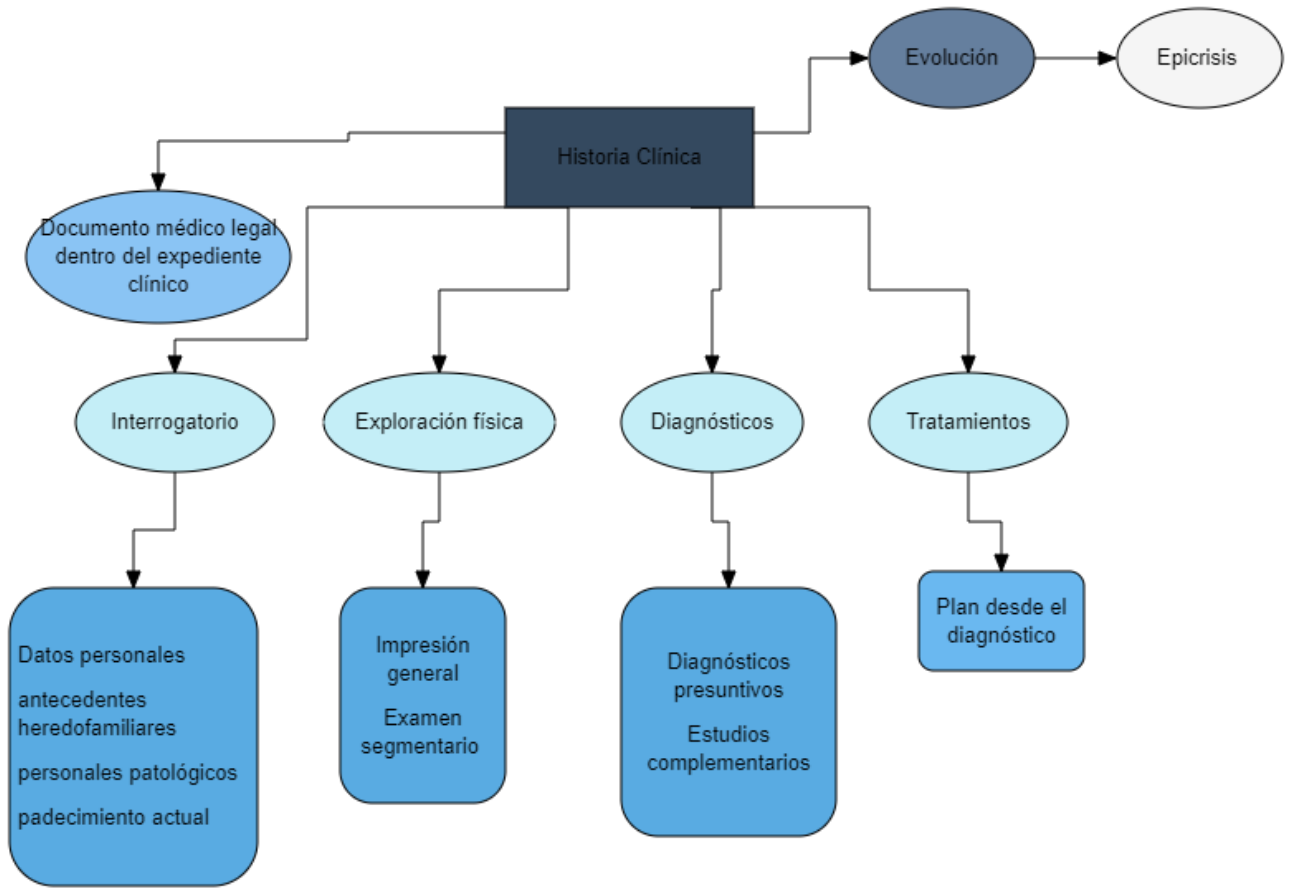 Evolución
Epicrisis
Historia Clínica
Documento médico legal
dentro del expediente
clínico
Interrogatorio
Exploración física
Diagnósticos
Tratamientos
Datos personales
antecedentes
heredofamiliares
personales patológicos
padecimiento actual
Impresión
general
Examen
segmentario
Diagnósticos
presuntivos
Estudios
complementarios
Plan desde el
diagnóstico